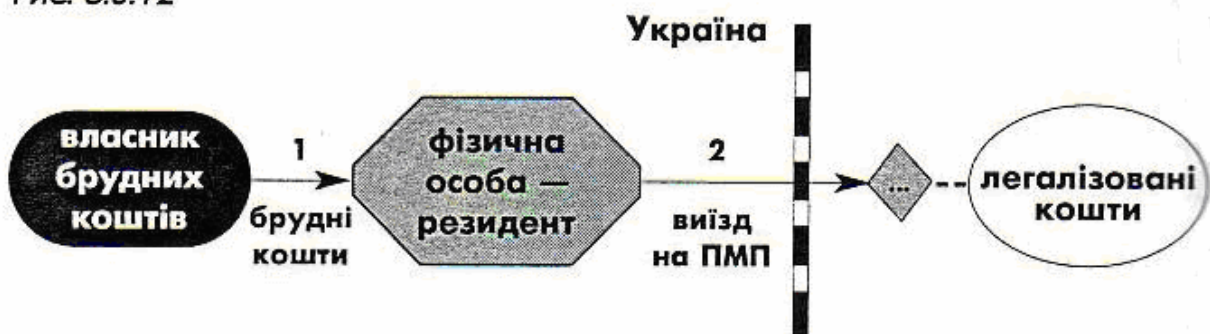 Україна
власник
брудних
коштів
1
брудні
кошти
фізична
особа —
резидент
2
виїзд
на ПМП
...
легалізовані
кошти